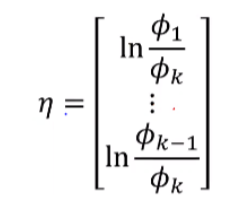 η = [ ln ϕ₁/ϕₖ
⋮
ln ϕₖ₋₁/ϕₖ ]